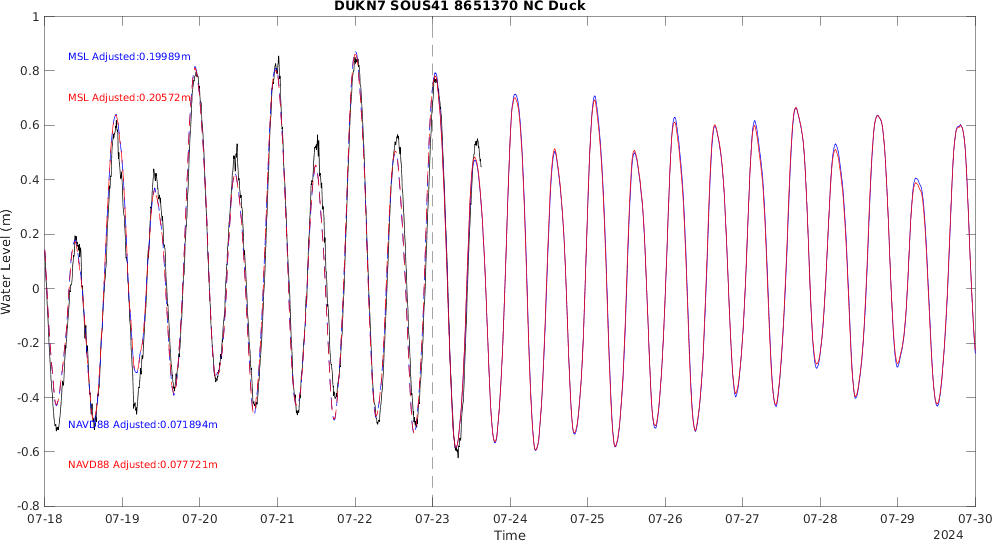 DUKN7 SOUS41 8651370 NC Duck
1
0.8
0.6
0.4
0.2
0
-0.2
-0.4
-0.6
-0.8
Water Level (m)
MSL Adjusted:0.19989m
MSL Adjusted:0.20572m
NAVD88 Adjusted:0.071894m
NAVD88 Adjusted:0.077721m
07-18 07-19 07-20 07-21 07-22 07-23 07-24 07-25 07-26 07-27 07-28 07-29 07-30
Time
2024